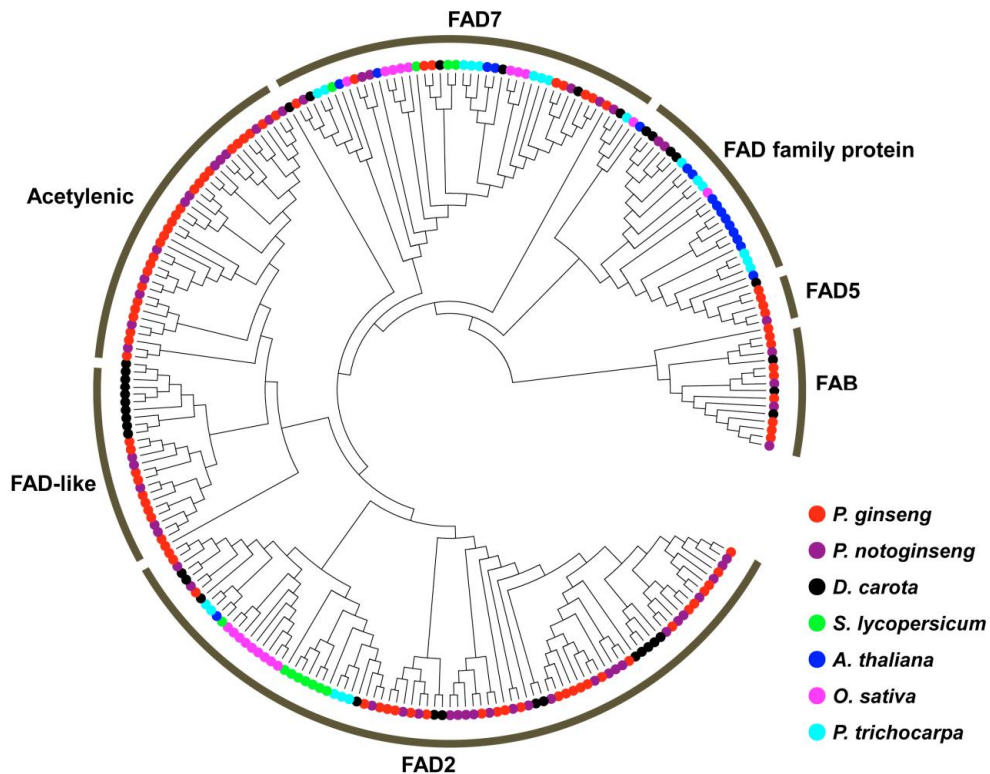 FAD7
FAD family protein
Acetylenic
FAD5
FAB
FAD-like
FAD2
P. ginseng
P. notoginseng
D. carota
S. lycopersicum
A. thaliana
O. sativa
P. trichocarpa